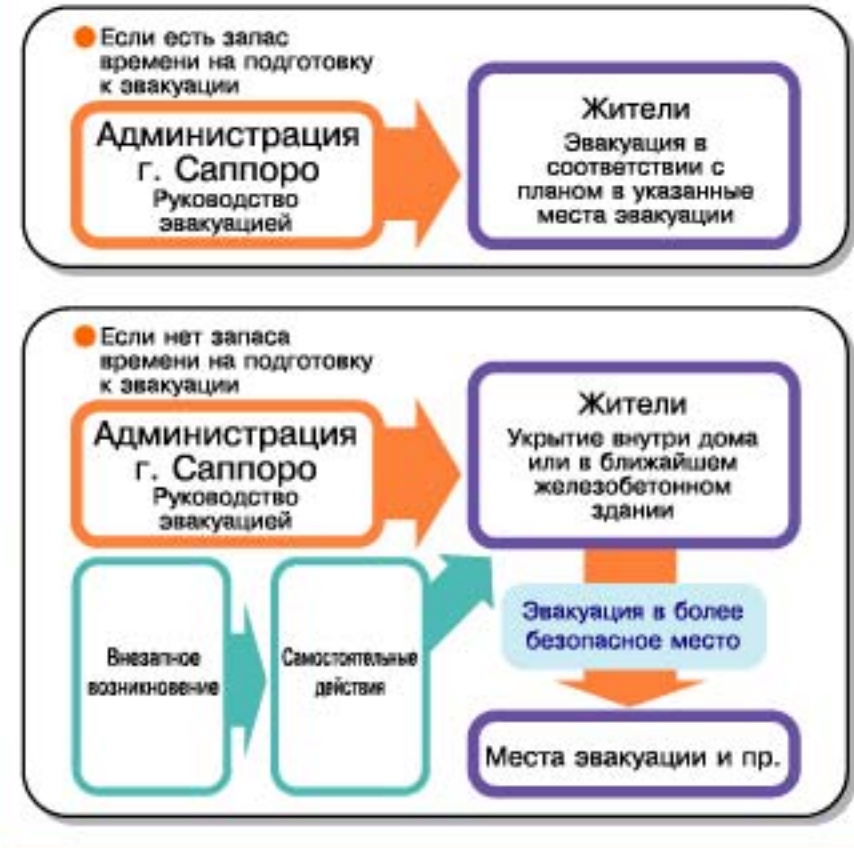 Если есть запас
времени на подготовку
к эвакуации
Администрация
г. Саппоро
Руководство
эвакуацией
Жители
Эвакуация в
соответствии с
планом в указанные
места эвакуации
Если нет запаса
времени на подготовку
к эвакуации
Администрация
г. Саппоро
Руководство
эвакуацией
Жители
Укрытие внутри дома
или в ближайшем
железобетонном
здании
Внезапное
возникновение
Самостоятельные
действия
Эвакуация в более
безопасное место
Места эвакуации и пр.